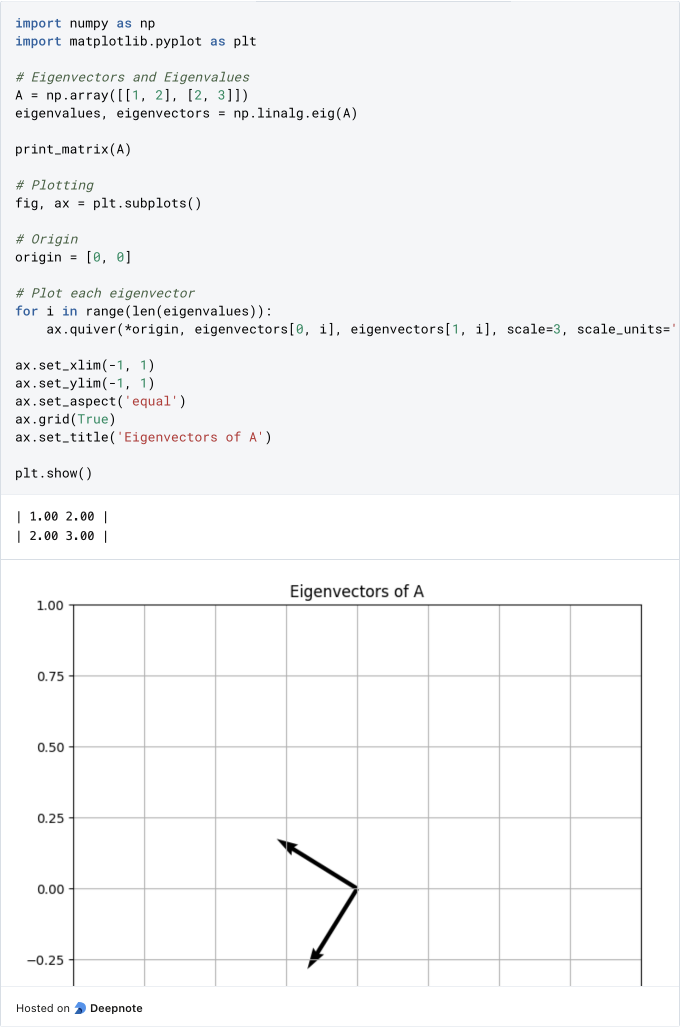 import numpy as np
import matplotlib.pyplot as plt
# Eigenvectors and Eigenvalues
A = np.array([[1, 2], [2, 3]])
eigenvalues, eigenvectors = np.linalg.eig(A)
print_matrix(A)
# Plotting
fig, ax = plt.subplots()
# Origin
origin = [0, 0]
# Plot each eigenvector
for i in range(len(eigenvalues)):
    ax.quiver(*origin, eigenvectors[0, i], eigenvectors[1, i], scale=3, scale_units='
ax.set_xlim(-1, 1)
ax.set_ylim(-1, 1)
ax.set_aspect('equal')
ax.grid(True)
ax.set_title('Eigenvectors of A')
plt.show()
| 1.00 2.00 |
| 2.00 3.00 |
Eigenvectors of A
1.00
0.75
0.50
0.25
0.00
−0.25
Hosted on Deepnote